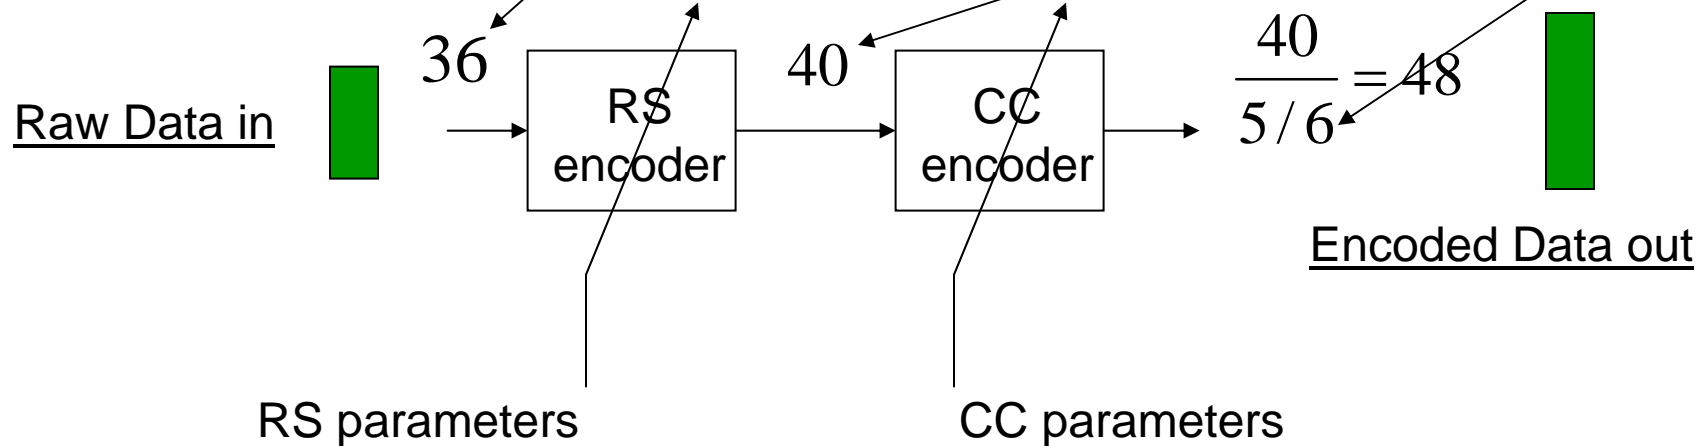 Raw Data in
36
RS
encoder
40
CC
encoder
40
5/6
= 48
Encoded Data out
RS parameters
CC parameters